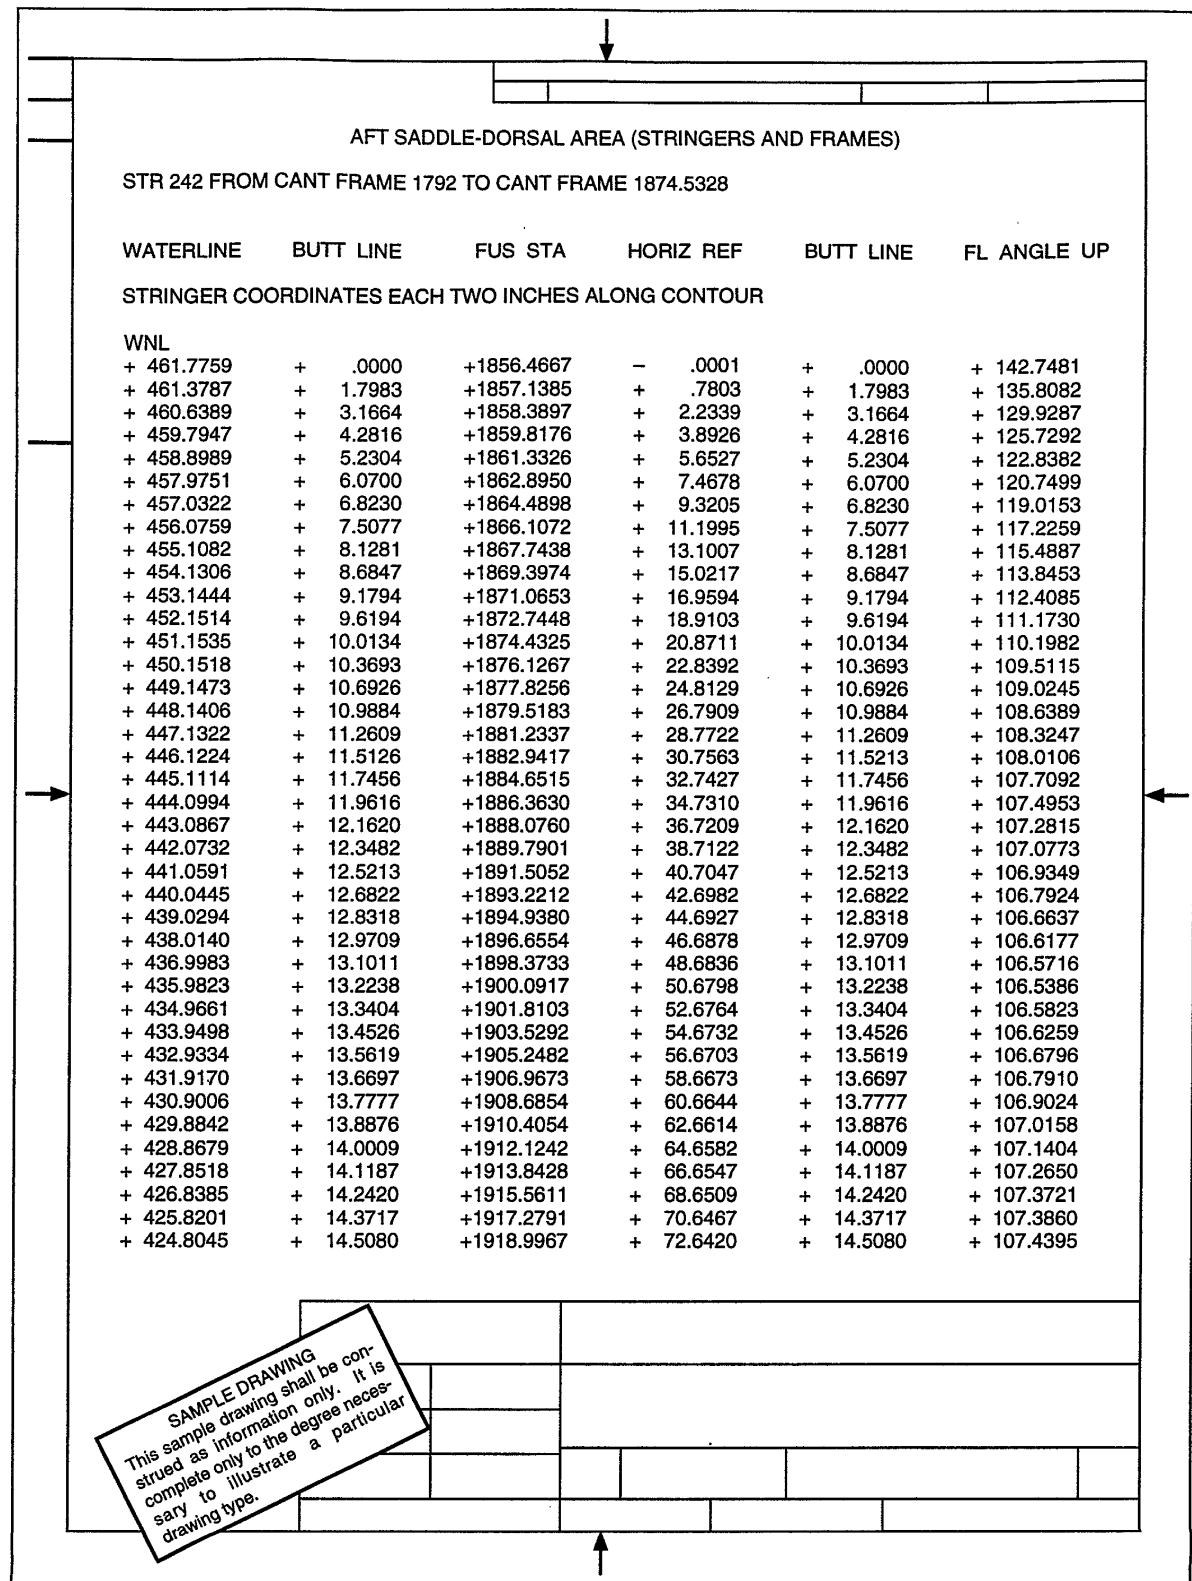 AFT SADDLE-DORSAL AREA (STRINGERS AND FRAMES)
STR 242 FROM CANT FRAME 1792 TO CANT FRAME 1874.5328
WATERLINE BUTT LINE FUS STA HORIZ REF BUTT LINE FL ANGLE UP
STRINGER COORDINATES EACH TWO INCHES ALONG CONTOUR
WNL
+ 461.7759 + .0000 +1856.4667 – .0001 + .0000 + 142.7481
+ 461.3787 + 1.7983 +1857.1385 + .7803 + 1.7983 + 135.8082
+ 460.6389 + 3.1664 +1858.3897 + 2.2339 + 3.1664 + 129.9287
+ 459.7947 + 4.2816 +1859.8176 + 3.8926 + 4.2816 + 125.7292
+ 458.8989 + 5.2304 +1861.3326 + 5.6527 + 5.2304 + 122.8382
+ 457.9751 + 6.0700 +1862.8950 + 7.4678 + 6.0700 + 120.7499
+ 457.0322 + 6.8230 +1864.4898 + 9.3205 + 6.8230 + 119.0153
+ 456.0759 + 7.5077 +1866.1072 + 11.1995 + 7.5077 + 117.2259
+ 455.1082 + 8.1281 +1867.7438 + 13.1007 + 8.1281 + 115.4887
+ 454.1306 + 8.6847 +1869.3974 + 15.0217 + 8.6847 + 113.8453
+ 453.1444 + 9.1794 +1871.0653 + 16.9594 + 9.1794 + 112.4085
+ 452.1514 + 9.6194 +1872.7448 + 18.9103 + 9.6194 + 111.1730
+ 451.1535 + 10.0134 +1874.4325 + 20.8711 + 10.0134 + 110.1982
+ 450.1518 + 10.3693 +1876.1267 + 22.8392 + 10.3693 + 109.5115
+ 449.1473 + 10.6926 +1877.8256 + 24.8129 + 10.6926 + 109.0245
+ 448.1406 + 10.9884 +1879.5183 + 26.7909 + 10.9884 + 108.6389
+ 447.1322 + 11.2609 +1881.2337 + 28.7722 + 11.2609 + 108.3247
+ 446.1224 + 11.5126 +1882.9417 + 30.7563 + 11.5213 + 108.0106
+ 445.1114 + 11.7456 +1884.6515 + 32.7427 + 11.7456 + 107.7092
+ 444.0994 + 11.9616 +1886.3630 + 34.7310 + 11.9616 + 107.4953
+ 443.0867 + 12.1620 +1888.0760 + 36.7209 + 12.1620 + 107.2815
+ 442.0732 + 12.3482 +1889.7901 + 38.7122 + 12.3482 + 107.0773
+ 441.0591 + 12.5213 +1891.5052 + 40.7047 + 12.5213 + 106.9349
+ 440.0445 + 12.6822 +1893.2212 + 42.6982 + 12.6822 + 106.7924
+ 439.0294 + 12.8318 +1894.9380 + 44.6927 + 12.8318 + 106.6637
+ 438.0140 + 12.9709 +1896.6554 + 46.6878 + 12.9709 + 106.6177
+ 436.9983 + 13.1011 +1898.3733 + 48.6836 + 13.1011 + 106.5716
+ 435.9823 + 13.2238 +1900.0917 + 50.6798 + 13.2238 + 106.5386
+ 434.9661 + 13.3404 +1901.8103 + 52.6764 + 13.3404 + 106.5823
+ 433.9498 + 13.4526 +1903.5292 + 54.6732 + 13.4526 + 106.6259
+ 432.9334 + 13.5619 +1905.2482 + 56.6703 + 13.5619 + 106.6796
+ 431.9170 + 13.6697 +1906.9673 + 58.6673 + 13.6697 + 106.7910
+ 430.9006 + 13.7777 +1908.6854 + 60.6644 + 13.7777 + 106.9024
+ 429.8842 + 13.8876 +1910.4054 + 62.6614 + 13.8876 + 107.0158
+ 428.8679 + 14.0009 +1912.1242 + 64.6582 + 14.0009 + 107.1404
+ 427.8518 + 14.1187 +1913.8428 + 66.6547 + 14.1187 + 107.2650
+ 426.8385 + 14.2420 +1915.5611 + 68.6509 + 14.2420 + 107.3721
+ 425.8201 + 14.3717 +1917.2791 + 70.6467 + 14.3717 + 107.3860
+ 424.8045 + 14.5080 +1918.9967 + 72.6420 + 14.5080 + 107.4395
SAMPLE DRAWING
This sample drawing shall be con-
strued as information only. It is
complete only to the degree neces-
sary to illustrate a particular
drawing type.